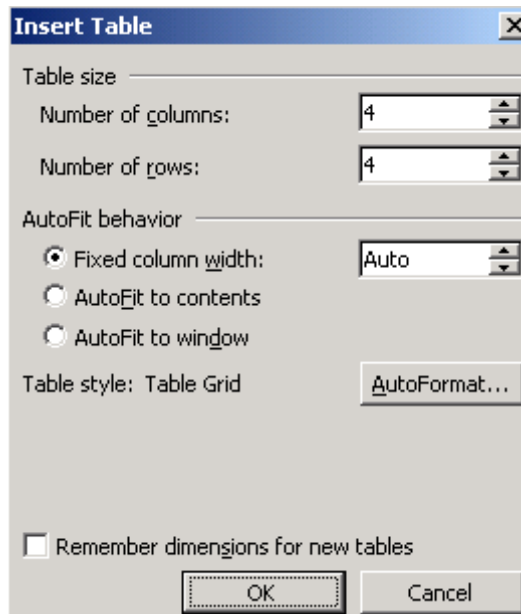 Insert Table
Table size
Number of columns: 4
Number of rows: 4
AutoFit behavior
Fixed column width: Auto
AutoFit to contents
AutoFit to window
Table style: Table Grid AutoFormat...
Remember dimensions for new tables
OK Cancel